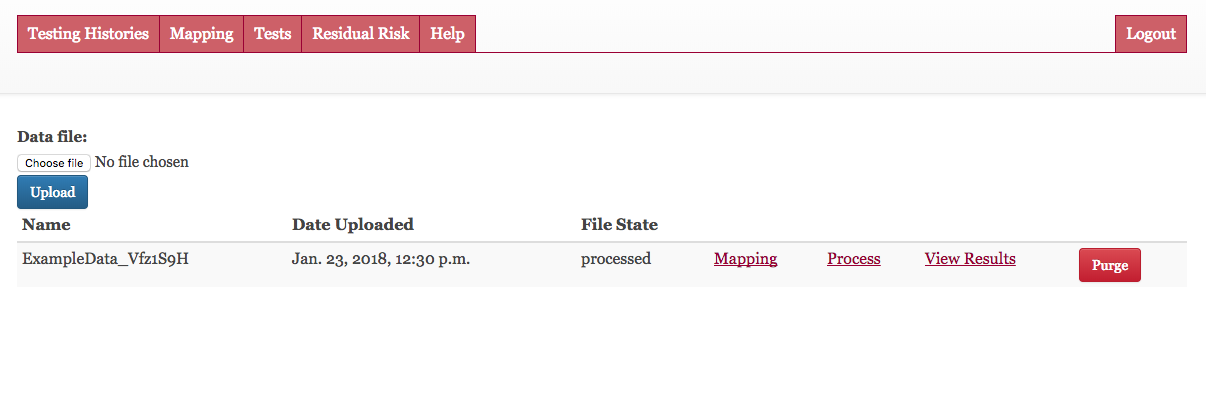 Testing Histories Mapping Tests Residual Risk Help Logout
Data file:
Choose file No file chosen
Upload
Name Date Uploaded File State
ExampleData_Vfz1S9H Jan. 23, 2018, 12:30 p.m. processed Mapping Process View Results Purge